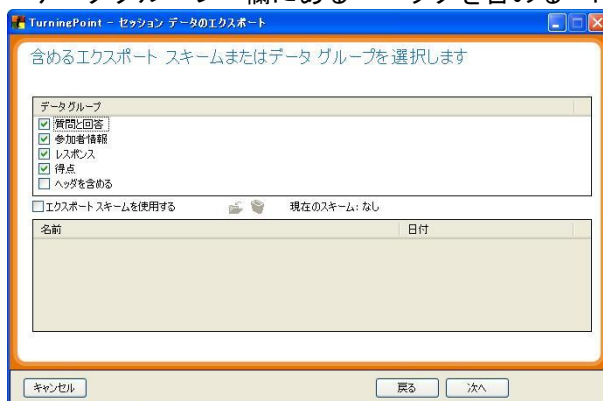 TurningPoint - セッション データのエクスポート
含めるエクスポート スキームまたはデータ グループを選択します
データグループ
質問と回答
参加者情報
レスポンス
得点
ヘッダを含める
エクスポートスキームを使用する 現在のスキーム: なし
名前 日付
キャンセル 戻る 次へ